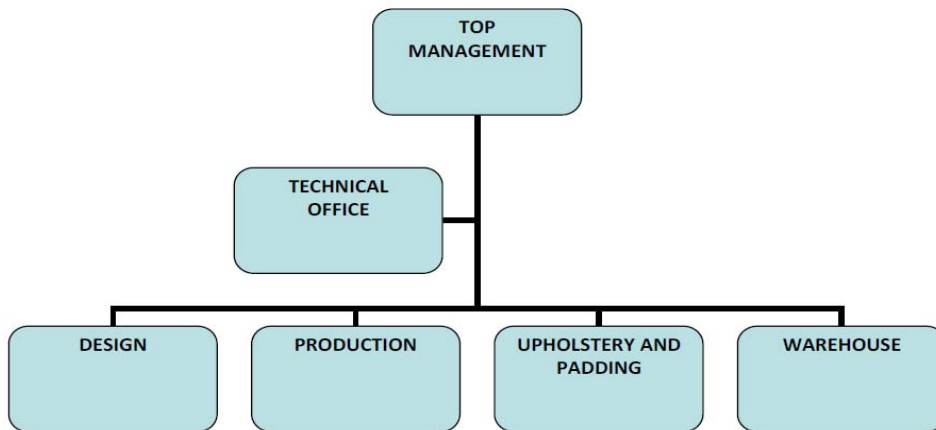 TOP
MANAGEMENT
TECHNICAL
OFFICE
DESIGN
PRODUCTION
UPHOLSTERY AND
PADDING
WAREHOUSE